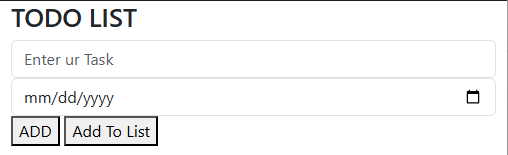 TODO LIST
Enter ur Task
mm/dd/yyyy
ADD Add To List